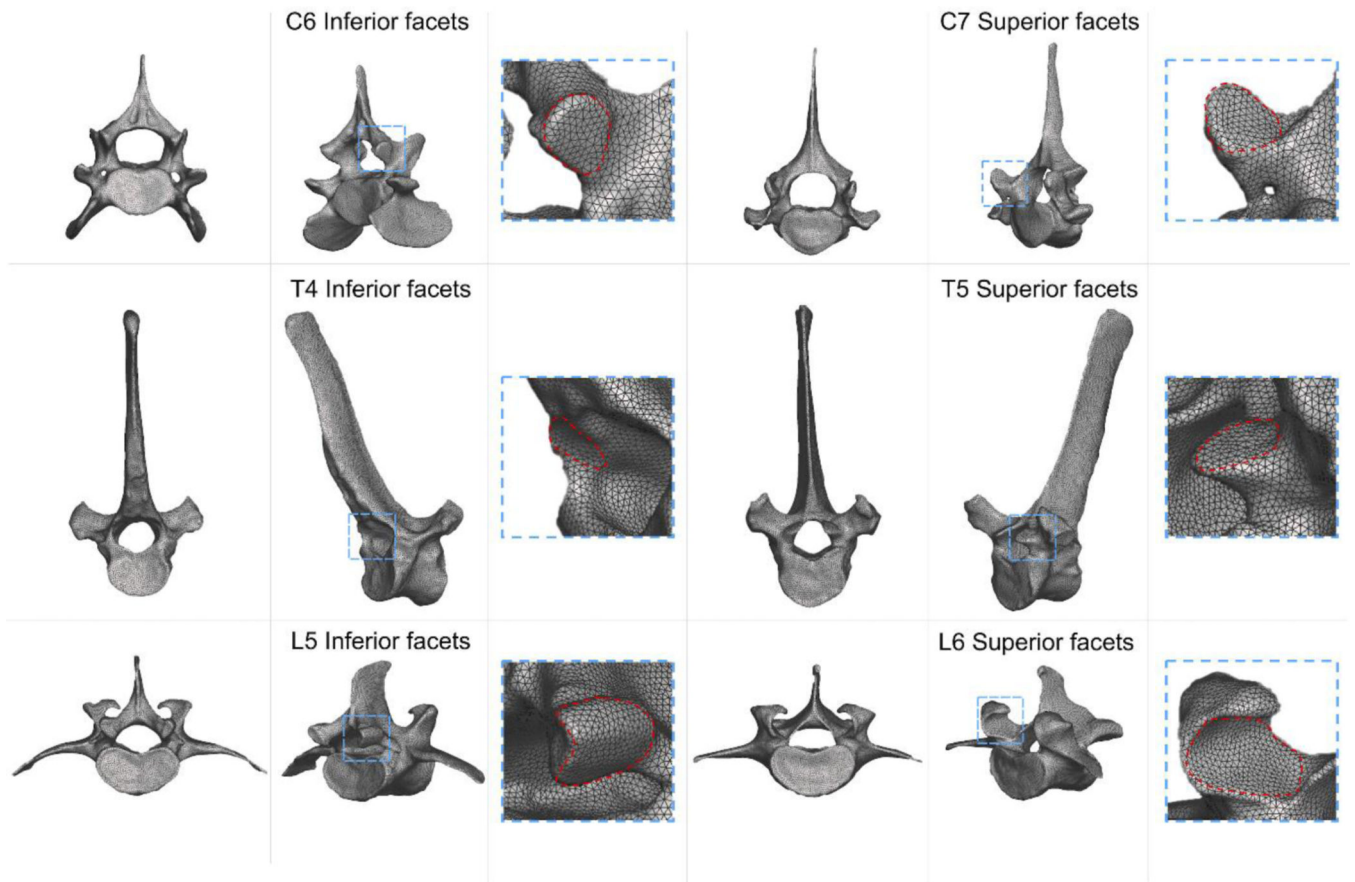 C6 Inferior facets
C7 Superior facets
T4 Inferior facets
T5 Superior facets
L5 Inferior facets
L6 Superior facets